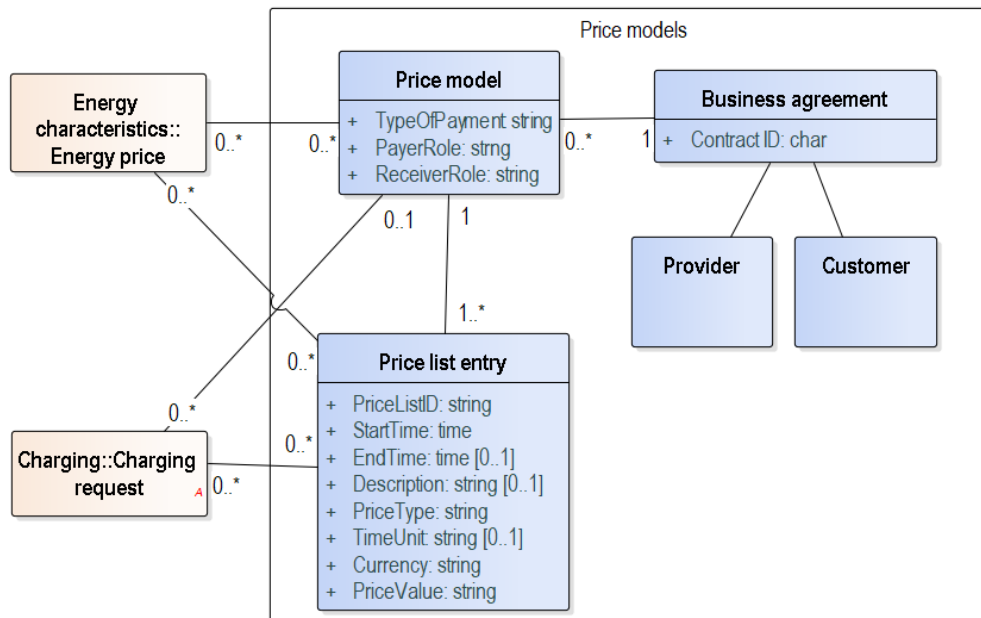 Price models
Energy
characteristics::
Energy price
0..*
0..*
0..*
Price model
+ TypeOfPayment string
+ PayerRole: strng
+ ReceiverRole: string
0..*
1
Business agreement
+ Contract ID: char
0..1
1
Provider
Customer
1..*
0..*
0..*
0..*
0..*
Charging::Charging
request
A
Price list entry
+ PriceListID: string
+ StartTime: time
+ EndTime: time [0..1]
+ Description: string [0..1]
+ PriceType: string
+ TimeUnit: string [0..1]
+ Currency: string
+ PriceValue: string